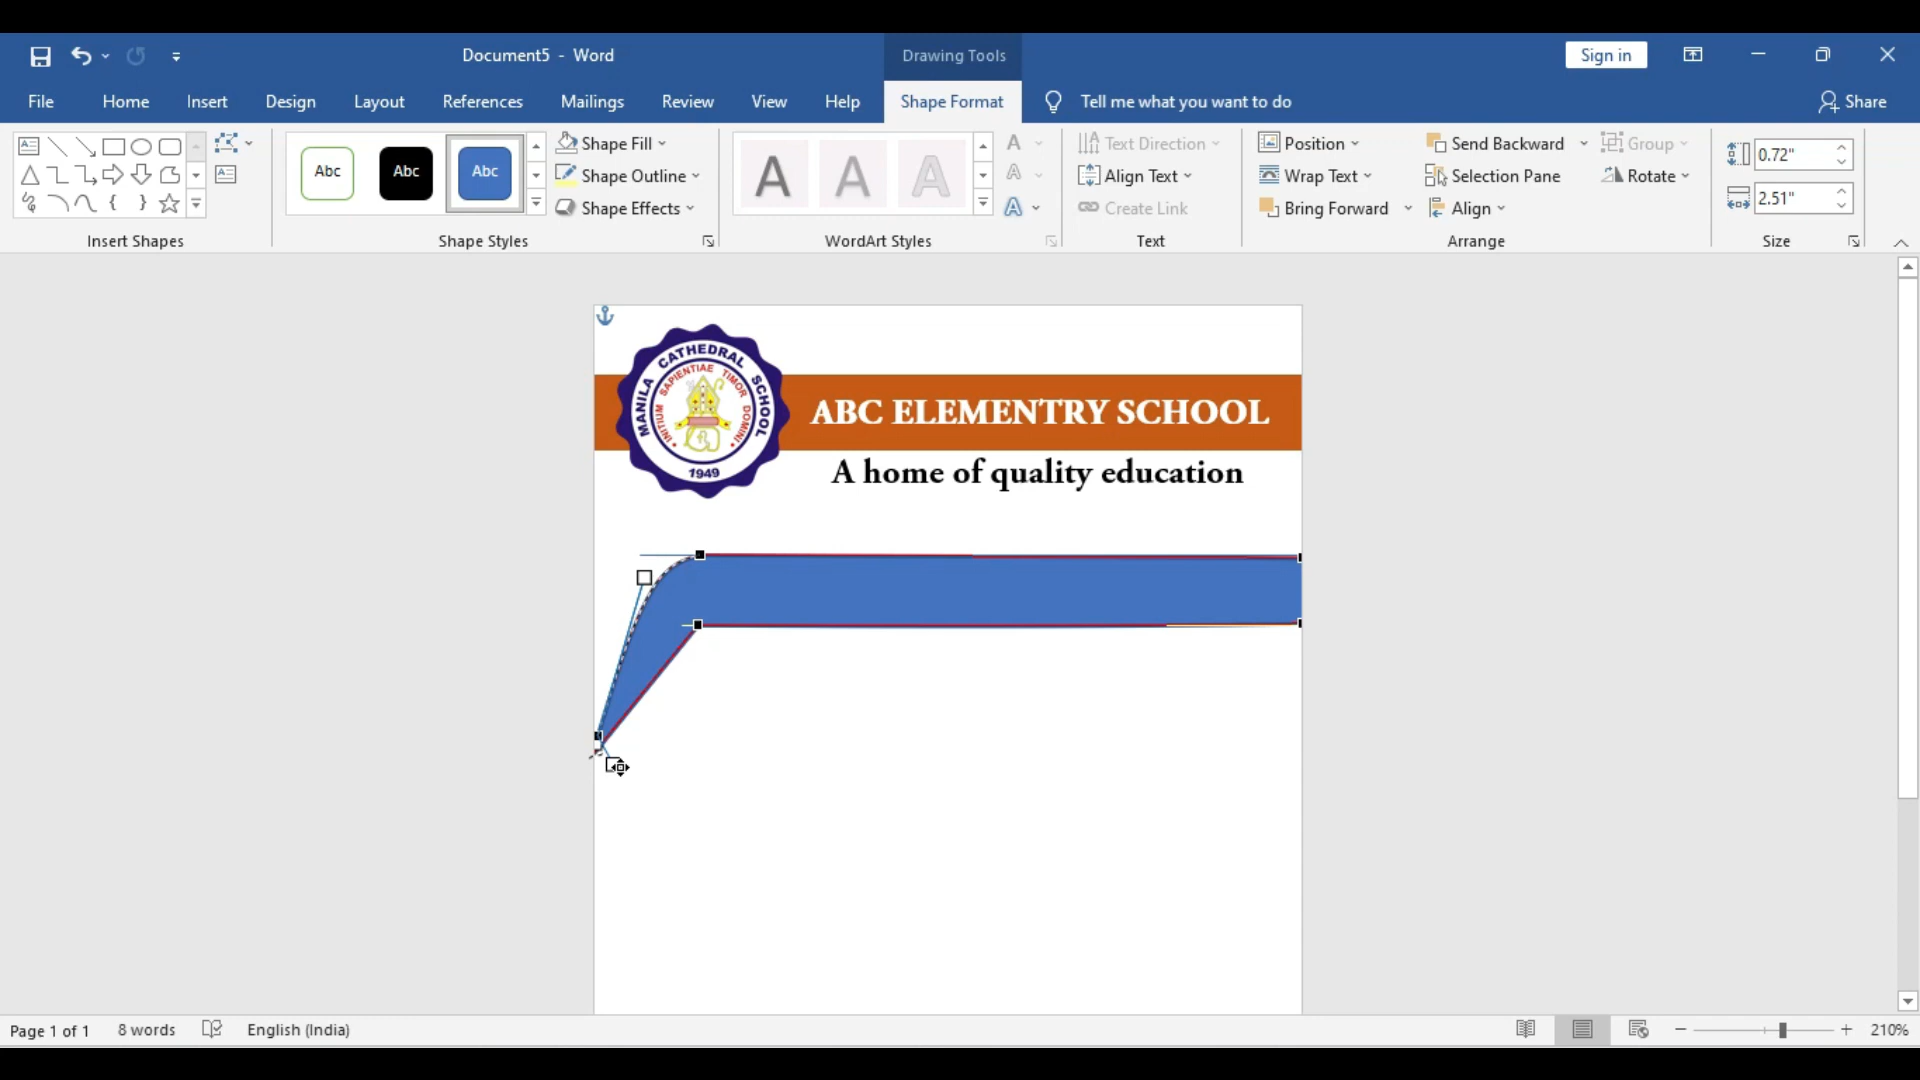 Document5 - Word
Drawing Tools
Sign in
File
Home
Insert
Design
Layout
References
Mailings
Review
View
Help
Shape Format
Tell me what you want to do
Share
Abc
Abc
Abc
Shape Fill
Shape Outline
Shape Effects
A
A
A
A
A
A
A
A
Text Direction
Align Text
Create Link
Position
Wrap Text
Bring Forward
Send Backward
Selection Pane
Align
Group
Rotate
0.72"
2.51"
Insert Shapes
Shape Styles
WordArt Styles
Text
Arrange
Size
MANILA CATHEDRAL SCHOOL
INITIUM SAPIENTIAE TIMOR DOMINI
1949
ABC ELEMENTRY SCHOOL
A home of quality education
Page 1 of 1
8 words
English (India)
210%